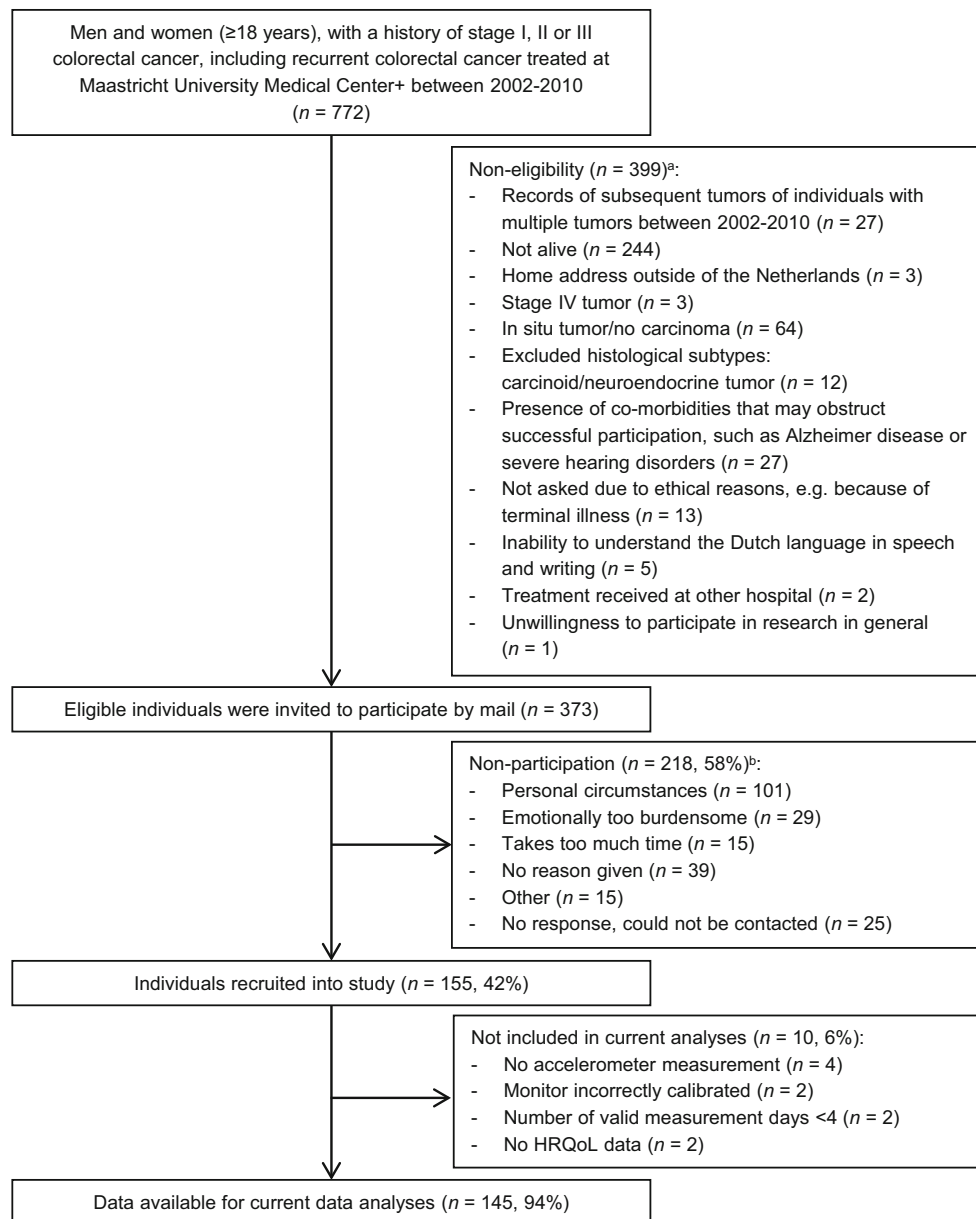 Men and women (≥18 years), with a history of stage I, II or III
colorectal cancer, including recurrent colorectal cancer treated at
Maastricht University Medical Center+ between 2002-2010
(n = 772)
Non-eligibility (n = 399)ᵃ:
- Records of subsequent tumors of individuals with
multiple tumors between 2002-2010 (n = 27)
- Not alive (n = 244)
- Home address outside of the Netherlands (n = 3)
- Stage IV tumor (n = 3)
- In situ tumor/no carcinoma (n = 64)
- Excluded histological subtypes:
carcinoid/neuroendocrine tumor (n = 12)
- Presence of co-morbidities that may obstruct
successful participation, such as Alzheimer disease or
severe hearing disorders (n = 27)
- Not asked due to ethical reasons, e.g. because of
terminal illness (n = 13)
- Inability to understand the Dutch language in speech
and writing (n = 5)
- Treatment received at other hospital (n = 2)
- Unwillingness to participate in research in general
(n = 1)
Eligible individuals were invited to participate by mail (n = 373)
Non-participation (n = 218, 58%)ᵇ:
- Personal circumstances (n = 101)
- Emotionally too burdensome (n = 29)
- Takes too much time (n = 15)
- No reason given (n = 39)
- Other (n = 15)
- No response, could not be contacted (n = 25)
Individuals recruited into study (n = 155, 42%)
Not included in current analyses (n = 10, 6%):
- No accelerometer measurement (n = 4)
- Monitor incorrectly calibrated (n = 2)
- Number of valid measurement days <4 (n = 2)
- No HRQoL data (n = 2)
Data available for current data analyses (n = 145, 94%)